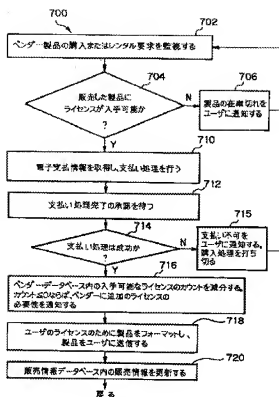 700
702
ベンダー製品の購入またはレンタル要求を監視する
704
販売した製品に
ライセンスが入手可能か
?
N
Y
706
製品の在庫切れを
ユーザに通知する
710
電子支払情報を取得し、支払い処理を行う
712
支払い処理完了の承認を待つ
714
支払い処理は成功か
?
N
Y
715
支払い不可を
ユーザに通知する。
購入処理を打ち
切る
716
ベンダーデータベース内の入手可能なライセンスのカウントを減分する。
カウント≦0ならば、ベンダーに追加のライセンスの
必要性を通知する
718
ユーザのライセンスのために製品をフォーマットし、
製品をユーザに送信する
720
販売情報データベース内の販売情報を更新する
戻る